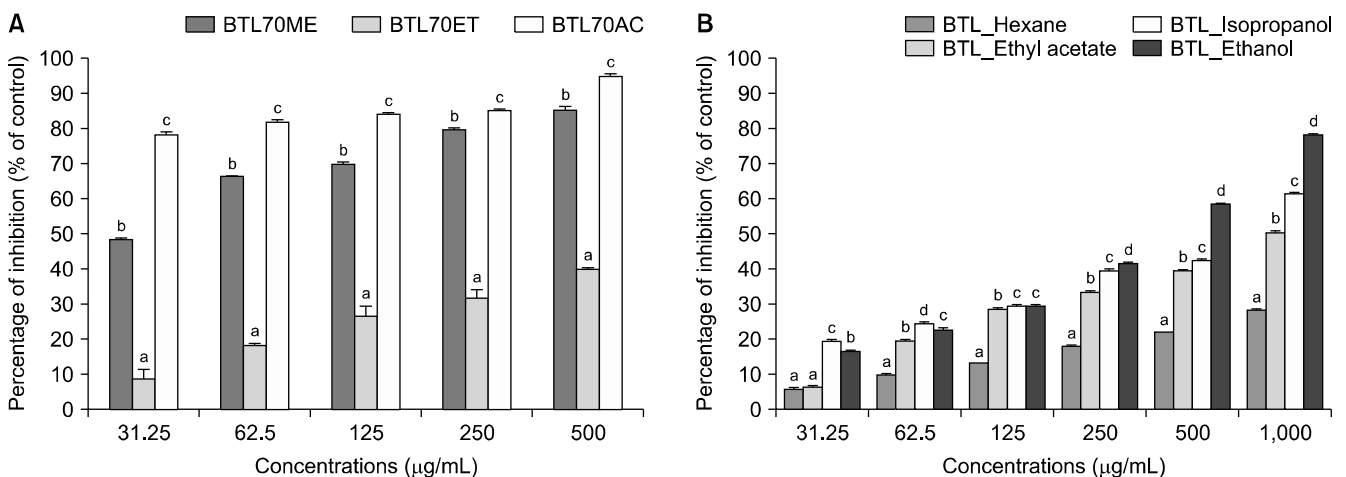 A
BTL70ME BTL70ET BTL70AC
Percentage of inhibition (% of control)
100
90
80
70
60
50
40
30
20
10
0
b a c
b a c
b a c
b a c
b a c
31.25 62.5 125 250 500
Concentrations (μg/mL)
B
BTL_Hexane BTL_Isopropanol
BTL_Ethyl acetate BTL_Ethanol
Percentage of inhibition (% of control)
100
90
80
70
60
50
40
30
20
10
0
a a c b
a b d c
a b c c
a b c d
a b c d
a b c d
31.25 62.5 125 250 500 1,000
Concentrations (μg/mL)